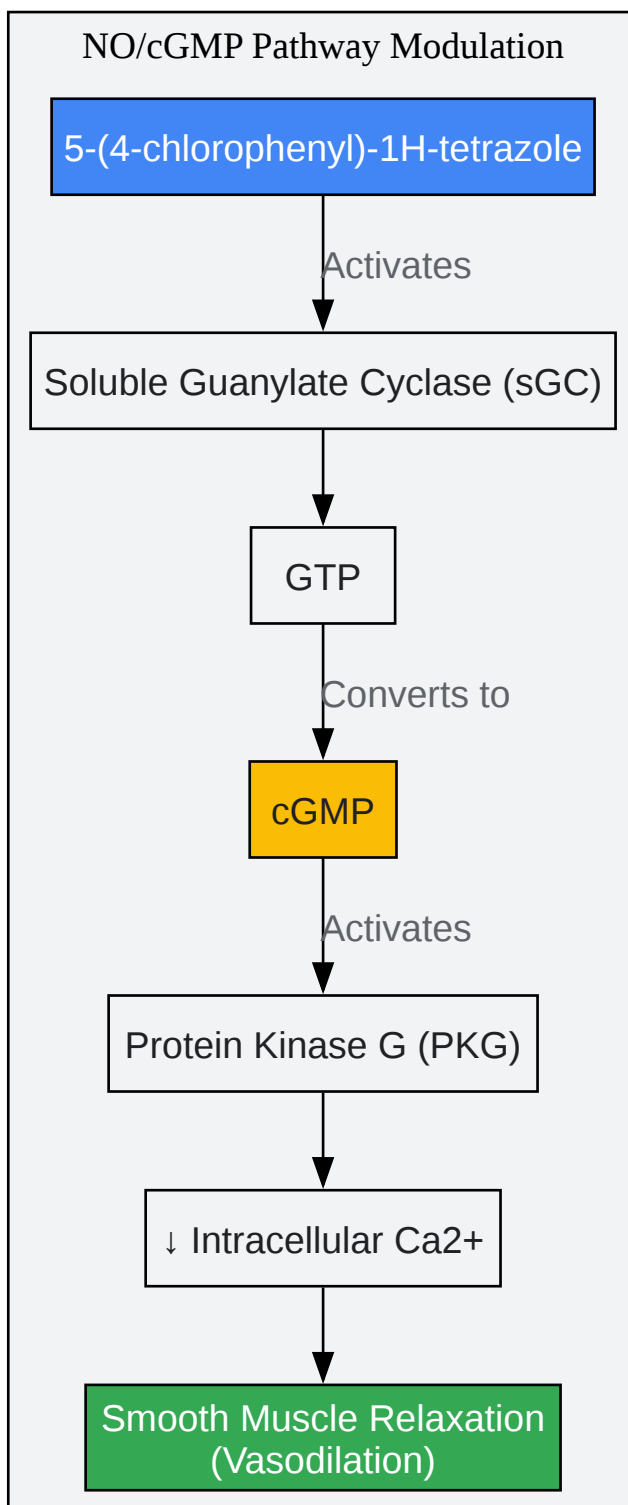 NO/cGMP Pathway Modulation
5-(4-chlorophenyl)-1H-tetrazole
Activates
Soluble Guanylate Cyclase (sGC)
GTP
Converts to
cGMP
Activates
Protein Kinase G (PKG)
↓ Intracellular Ca2+
Smooth Muscle Relaxation
(Vasodilation)